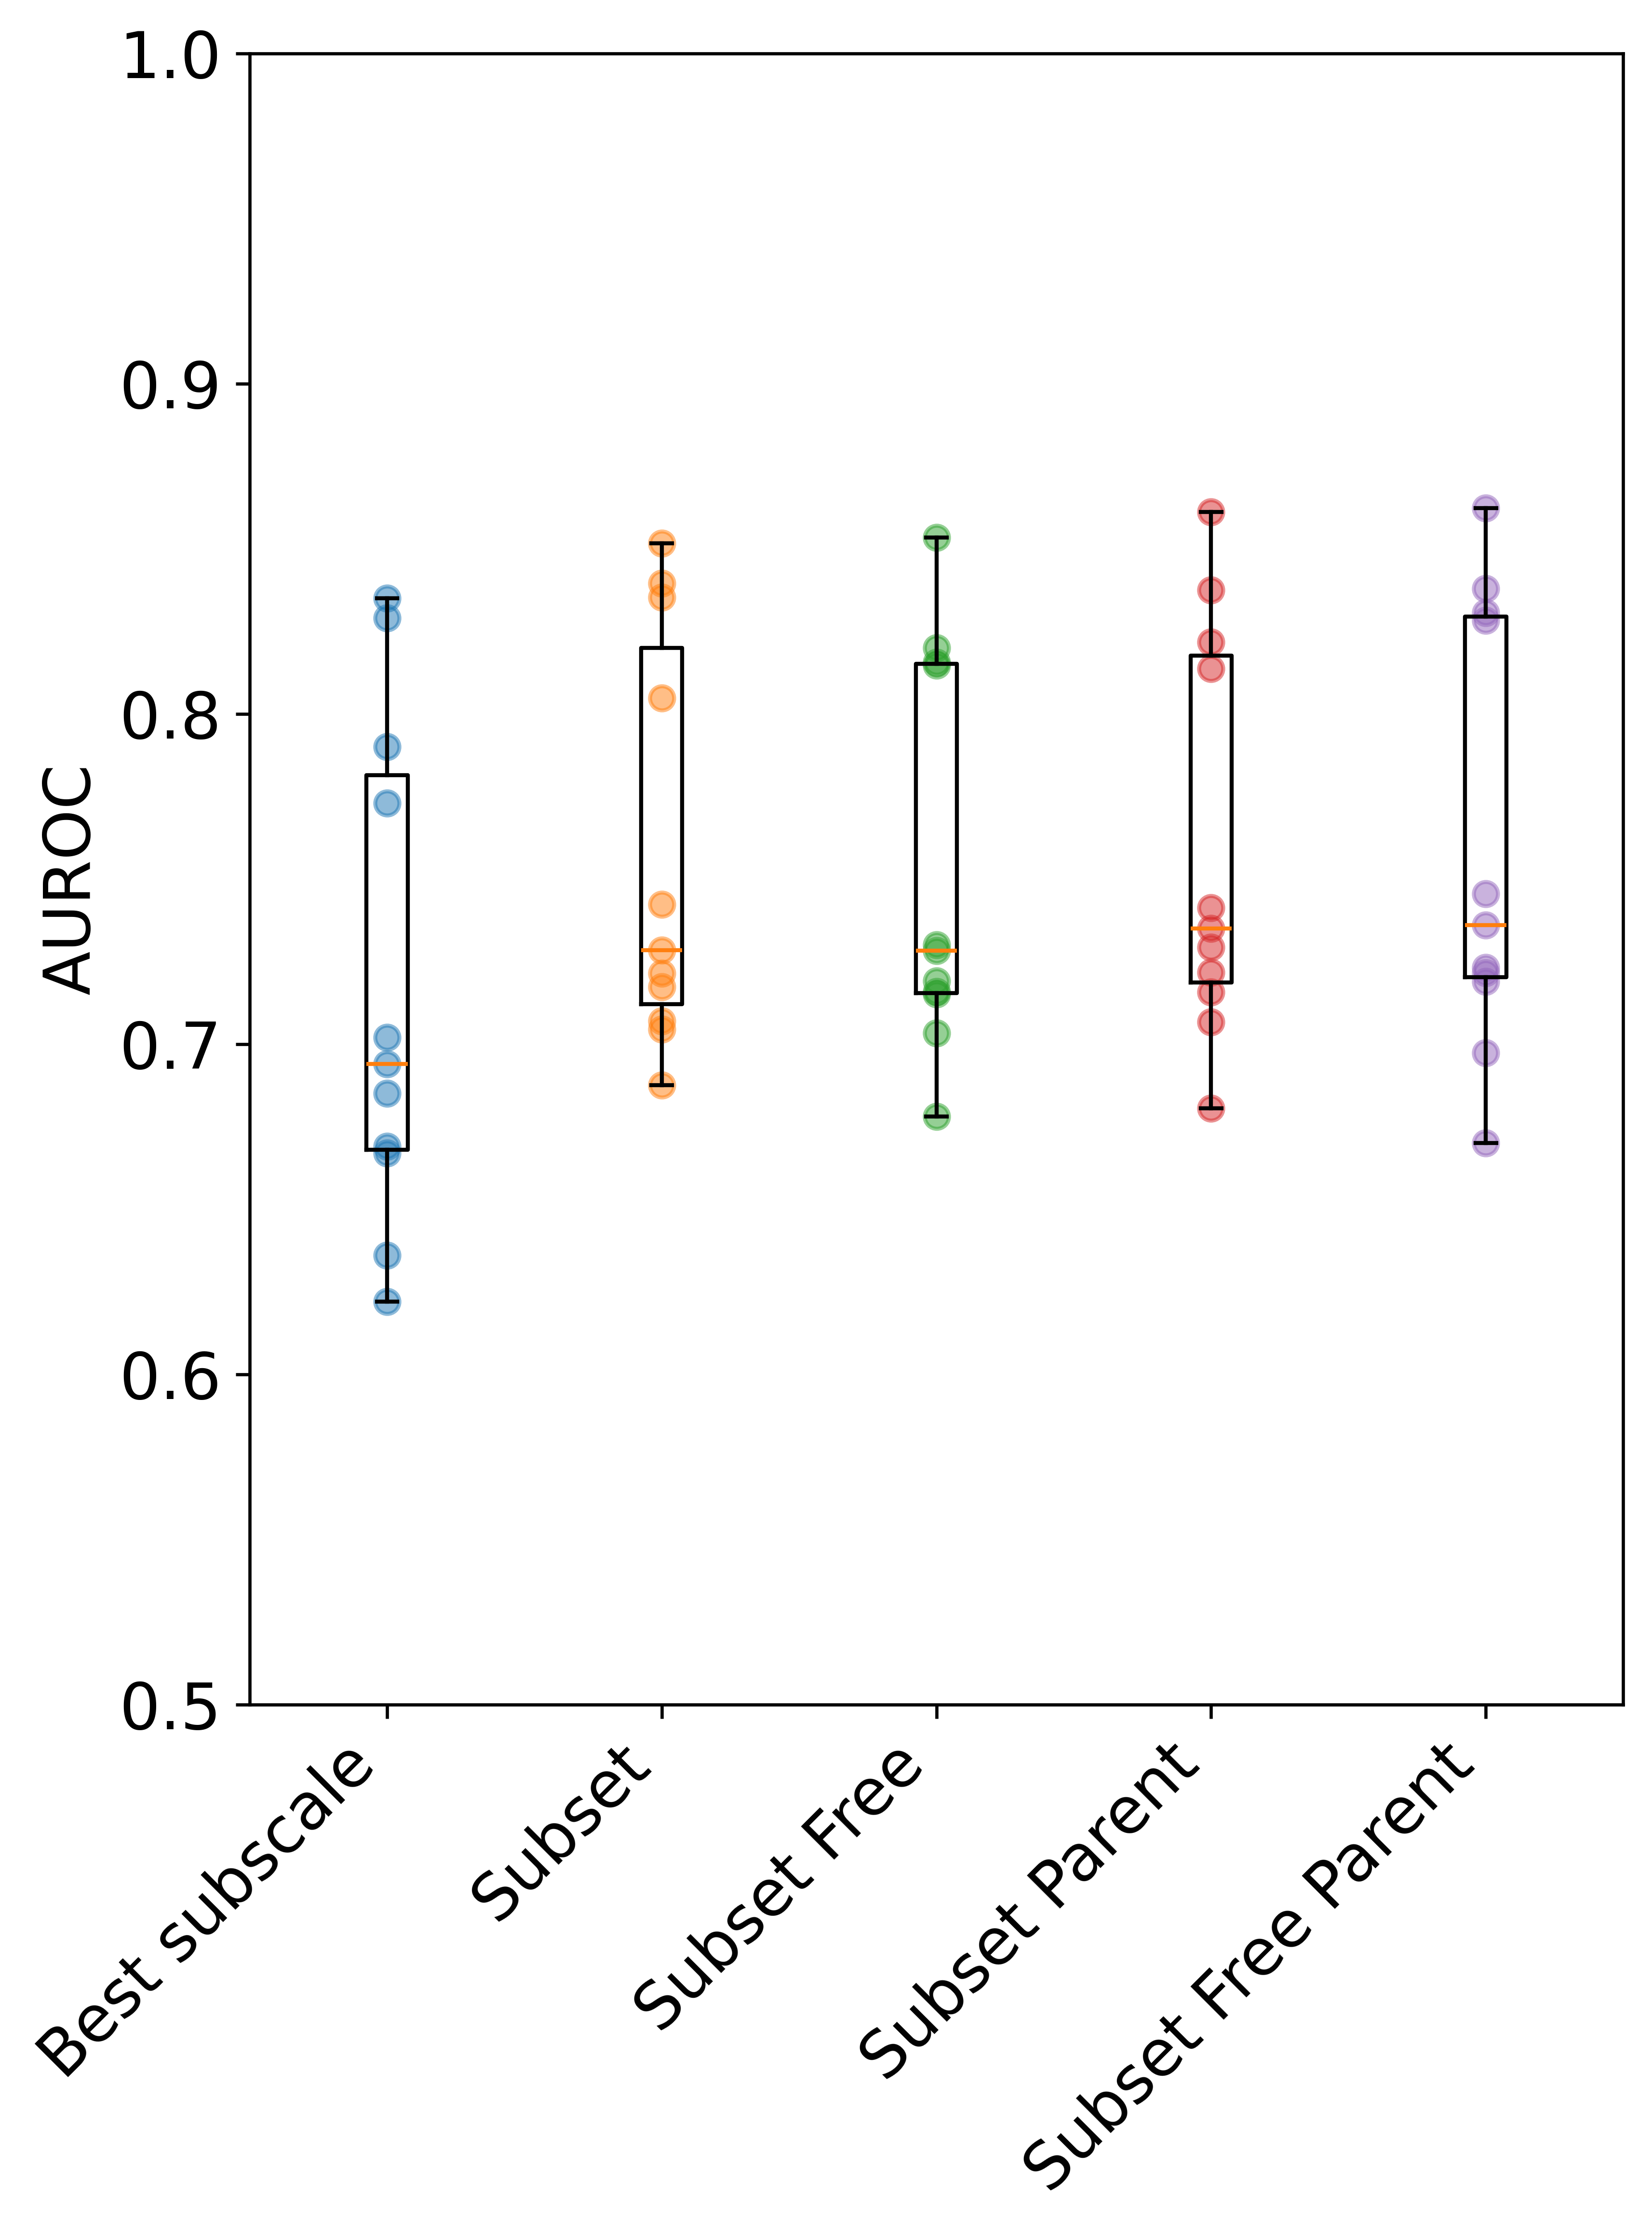 AUROC
1.0
0.9
0.8
0.7
0.6
0.5
Best subscale
Subset
Subset Free
Subset Parent
Subset Free Parent